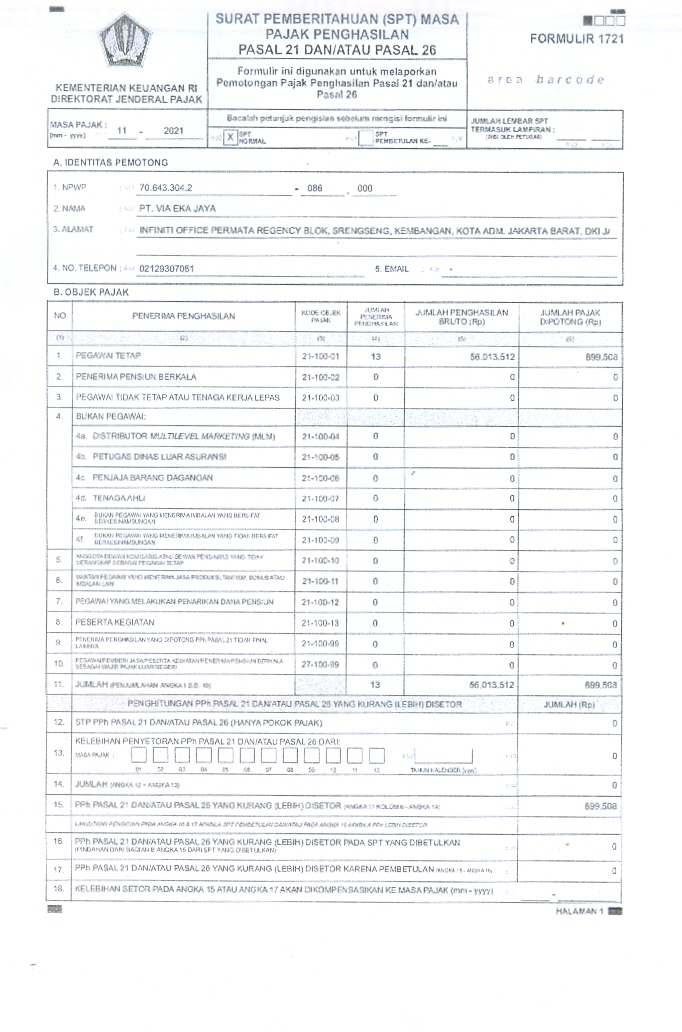 SURAT PEMBERITAHUAN (SPT) MASA
PAJAK PENGHASILAN
PASAL 21 DAN/ATAU PASAL 26
Formulir ini digunakan untuk melaporkan
Pemotongan Pajak Penghasilan Pasal 21 dan/atau
Pasal 26
FORMULIR 1721
area barcode
KEMENTERIAN KEUANGAN RI
DIREKTORAT JENDERAL PAJAK
Bacalah petunjuk pengisian sebelum mengisi formulir ini
MASA PAJAK :
(mm - yyyy)
11 - 2021
X SPT NORMAL
SPT PEMBETULAN KE-
JUMLAH LEMBAR SPT
TERMASUK LAMPIRAN :
(DIISI OLEH PETUGAS)
A. IDENTITAS PEMOTONG
1. NPWP : 70.643.304.2 - 086 . 000
2. NAMA : PT. VIA EKA JAYA
3. ALAMAT : INFINITI OFFICE PERMATA REGENCY BLOK, SRENGSENG, KEMBANGAN, KOTA ADM. JAKARTA BARAT, DKI JA
4. NO. TELEPON : 02129307081 5. EMAIL : -
B. OBJEK PAJAK
NO PENERIMA PENGHASILAN KODE OBJEK PAJAK JUMLAH PENERIMA PENGHASILAN JUMLAH PENGHASILAN BRUTO (Rp) JUMLAH PAJAK DIPOTONG (Rp)
(1) (2) (3) (4) (5) (6)
1. PEGAWAI TETAP 21-100-01 13 56.013.512 699.508
2. PENERIMA PENSIUN BERKALA 21-100-02 0 0 0
3. PEGAWAI TIDAK TETAP ATAU TENAGA KERJA LEPAS 21-100-03 0 0 0
4. BUKAN PEGAWAI:
4a. DISTRIBUTOR MULTILEVEL MARKETING (MLM) 21-100-04 0 0 0
4b. PETUGAS DINAS LUAR ASURANSI 21-100-05 0 0 0
4c. PENJAJA BARANG DAGANGAN 21-100-06 0 0 0
4d. TENAGA AHLI 21-100-07 0 0 0
4e. BUKAN PEGAWAI YANG MENERIMA IMBALAN YANG BERSIFAT BERKESINAMBUNGAN 21-100-08 0 0 0
4f. BUKAN PEGAWAI YANG MENERIMA IMBALAN YANG TIDAK BERSIFAT BERKESINAMBUNGAN 21-100-09 0 0 0
5. ANGGOTA DEWAN KOMISARIS ATAU DEWAN PENGAWAS YANG TIDAK MERANGKAP SEBAGAI PEGAWAI TETAP 21-100-10 0 0 0
6. MANTAN PEGAWAI YANG MENERIMA JASA PRODUKSI, TANTIEM, BONUS ATAU IMBALAN LAIN 21-100-11 0 0 0
7. PEGAWAI YANG MELAKUKAN PENARIKAN DANA PENSIUN 21-100-12 0 0 0
8. PESERTA KEGIATAN 21-100-13 0 0 0
9. PENERIMA PENGHASILAN YANG DIPOTONG PPh PASAL 21 TIDAK FINAL LAINNYA 21-100-99 0 0 0
10. PEGAWAI/PEMBERI JASA/PESERTA KEGIATAN/PENERIMA PENSIUN BERKALA SEBAGAI WAJIB PAJAK LUAR NEGERI 27-100-99 0 0 0
11. JUMLAH (PENJUMLAHAN ANGKA 1 S.D. 10) 13 56,013,512 699,508
PENGHITUNGAN PPh PASAL 21 DAN/ATAU PASAL 26 YANG KURANG (LEBIH) DISETOR JUMLAH (Rp)
12. STP PPh PASAL 21 DAN/ATAU PASAL 26 (HANYA POKOK PAJAK) 0
13. KELEBIHAN PENYETORAN PPh PASAL 21 DAN/ATAU PASAL 26 DARI:
MASA PAJAK : 0
01 02 03 04 05 06 07 08 09 10 11 12 TAHUN KALENDER (yyyy)
14. JUMLAH (ANGKA 12 + ANGKA 13) 0
15. PPh PASAL 21 DAN/ATAU PASAL 26 YANG KURANG (LEBIH) DISETOR (ANGKA 11 KOLOM 6 - ANGKA 14) 699.508
LANJUTKAN PENGISIAN PADA ANGKA 16 & 17 APABILA SPT PEMBETULAN DAN/ATAU PADA ANGKA 18 APABILA PPh LEBIH DISETOR
16. PPh PASAL 21 DAN/ATAU PASAL 26 YANG KURANG (LEBIH) DISETOR PADA SPT YANG DIBETULKAN 0
(PINDAHAN DARI BAGIAN B ANGKA 15 DARI SPT YANG DIBETULKAN)
17. PPh PASAL 21 DAN/ATAU PASAL 26 YANG KURANG (LEBIH) DISETOR KARENA PEMBETULAN (ANGKA 15 - ANGKA 16) 0
18. KELEBIHAN SETOR PADA ANGKA 15 ATAU ANGKA 17 AKAN DIKOMPENSASIKAN KE MASA PAJAK (mm - yyyy) -
HALAMAN 1